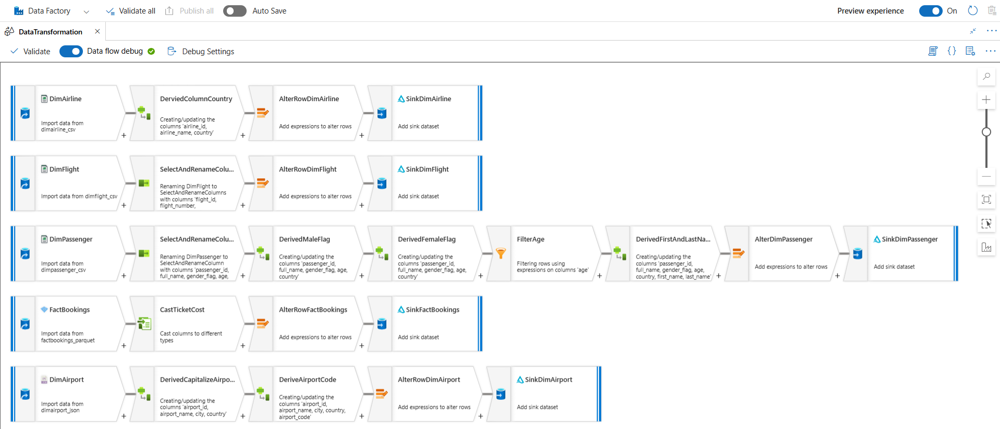 Data Factory
Validate all
Publish all
Auto Save
Preview experience
On
DataTransformation
Validate
Data flow debug
Debug Settings
DimAirline
Import data from
dimairline_csv
+
DerviedColumnCountry
Creating/updating the
columns 'airline_id,
airline_name, country'
+
AlterRowDimAirline
Add expressions to alter rows
+
SinkDimAirline
Add sink dataset
DimFlight
Import data from dimflight_csv
+
SelectAndRenameColu...
Renaming DimFlight to
SelectAndRenameColumns
with columns 'flight_id,
flight_number,
+
AlterRowDimFlight
Add expressions to alter rows
+
SinkDimFlight
Add sink dataset
DimPassenger
Import data from
dimpassenger_csv
+
SelectAndRenameColu...
Renaming DimPassenger to
SelectAndRenameColumn
with columns 'passenger_id,
full_name, gender_flag, age,
+
DerivedMaleFlag
Creating/updating the
columns 'passenger_id,
full_name, gender_flag, age,
country'
+
DerivedFemaleFlag
Creating/updating the
columns 'passenger_id,
full_name, gender_flag, age,
country'
+
FilterAge
Filtering rows using
expressions on columns 'age'
+
DerivedFirstAndLastNa...
Creating/updating the
columns 'passenger_id,
full_name, gender_flag, age,
country, first_name, last_name'
+
AlterDimPassenger
Add expressions to alter rows
+
SinkDimPassenger
Add sink dataset
FactBookings
Import data from
factbookings_parquet
+
CastTicketCost
Cast columns to different
types
+
AlterRowFactBookings
Add expressions to alter rows
+
SinkFactBookings
Add sink dataset
DimAirport
Import data from
dimairport_json
+
DerivedCapitalizeAirpo...
Creating/updating the
columns 'airport_id,
airport_name, city, country'
+
DeriveAirportCode
Creating/updating the
columns 'airport_id,
airport_name, city, country,
airport_code'
+
AlterRowDimAirport
Add expressions to alter rows
+
SinkDimAirport
Add sink dataset